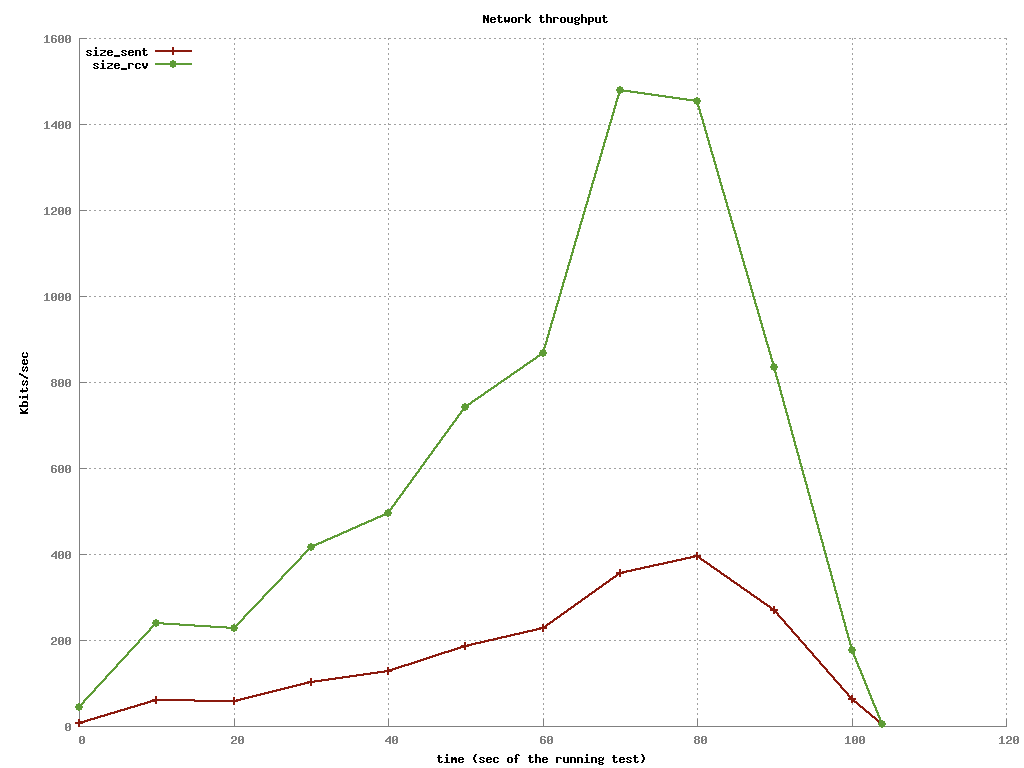 Network throughput
1600
size_sent
size_rcv
1400
1200
1000
Kbits/sec
800
600
400
200
0
0 20 40 60 80 100 120
time (sec of the running test)